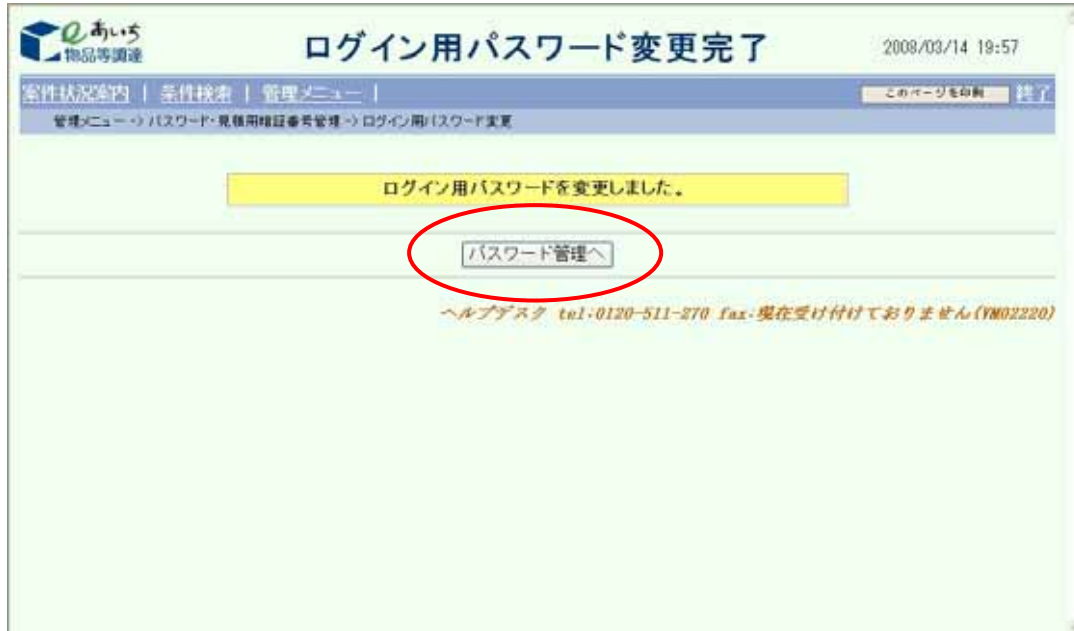 あいち
物品等調達
ログイン用パスワード変更完了
2008/03/14 19:57
案件状況案内 | 条件検索 | 管理メニュー |
このページを印刷 終了
管理メニュー -> パスワード・見積用暗証番号管理 -> ログイン用パスワード変更
ログイン用パスワードを変更しました。
パスワード管理へ
ヘルプデスク tel.0120-511-270 fax.現在受け付けておりません(VM02220)